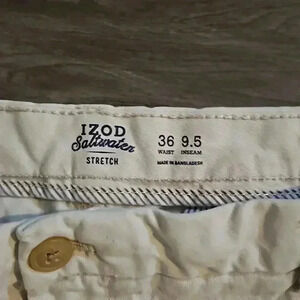 IZOD
Saltwater
STRETCH
36 9.5
WAIST INSEAM
MADE IN BANGLADESH